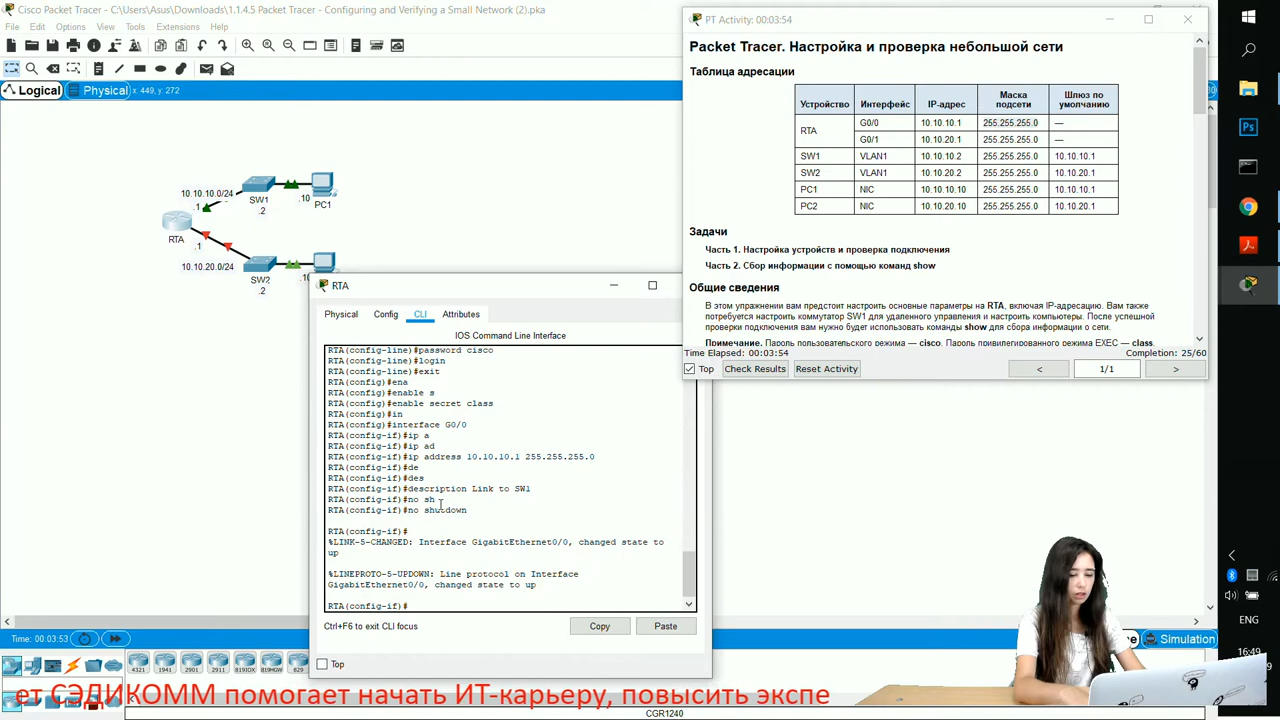 Cisco Packet Tracer - C:\Users\Asus\Downloads\1.1.4.5 Packet Tracer - Configuring and Verifying a Small Network (2).pka
File Edit Options View Tools Extensions Help
Logical Physical x: 449, y: 272
10.10.10.0/24
SW1
.2
.10
PC1
.1
RTA
.1
10.10.20.0/24
SW2
.2
.10
PT Activity: 00:03:54
Packet Tracer. Настройка и проверка небольшой сети
Таблица адресации
Устройство Интерфейс IP-адрес Маска подсети Шлюз по умолчанию
RTA G0/0 10.10.10.1 255.255.255.0 —
G0/1 10.10.20.1 255.255.255.0 —
SW1 VLAN1 10.10.10.2 255.255.255.0 10.10.10.1
SW2 VLAN1 10.10.20.2 255.255.255.0 10.10.20.1
PC1 NIC 10.10.10.10 255.255.255.0 10.10.10.1
PC2 NIC 10.10.20.10 255.255.255.0 10.10.20.1
Задачи
Часть 1. Настройка устройств и проверка подключения
Часть 2. Сбор информации с помощью команд show
Общие сведения
В этом упражнении вам предстоит настроить основные параметры на RTA, включая IP-адресацию. Вам также
потребуется настроить коммутатор SW1 для удаленного управления и настроить компьютеры. После успешной
проверки подключения вам нужно будет использовать команды show для сбора информации о сети.
Примечание. Пароль пользовательского режима — cisco. Пароль привилегированного режима EXEC — class.
Time Elapsed: 00:03:54 Completion: 25/60
Top Check Results Reset Activity < 1/1 >
RTA
Physical Config CLI Attributes
IOS Command Line Interface
RTA(config-line)#password cisco
RTA(config-line)#login
RTA(config-line)#exit
RTA(config)#ena
RTA(config)#enable s
RTA(config)#enable secret class
RTA(config)#in
RTA(config)#interface G0/0
RTA(config-if)#ip a
RTA(config-if)#ip ad
RTA(config-if)#ip address 10.10.10.1 255.255.255.0
RTA(config-if)#de
RTA(config-if)#des
RTA(config-if)#description Link to SW1
RTA(config-if)#no sh
RTA(config-if)#no shutdown
RTA(config-if)#
%LINK-5-CHANGED: Interface GigabitEthernet0/0, changed state to
up
%LINEPROTO-5-UPDOWN: Line protocol on Interface
GigabitEthernet0/0, changed state to up
RTA(config-if)#
Ctrl+F6 to exit CLI focus Copy Paste
Top
Time: 00:03:53
Simulation
4321 1941 2901 2911 819IOX 819HGW 829
CGR1240
ет СЭДИКОММ помогает начать ИТ-карьеру, повысить экспе
ENG
16:49